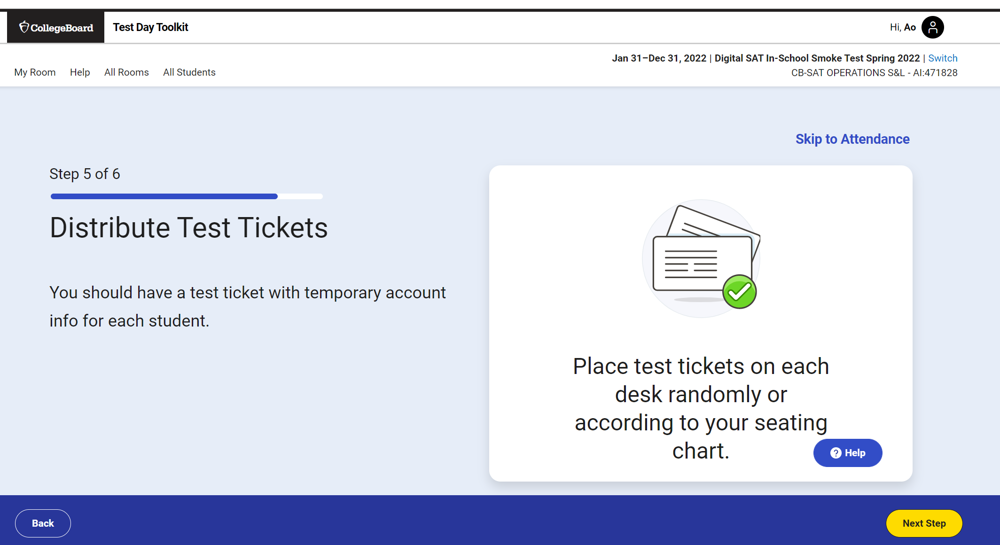 CollegeBoard Test Day Toolkit Hi, Ao
Jan 31–Dec 31, 2022 | Digital SAT In-School Smoke Test Spring 2022 | Switch
My Room Help All Rooms All Students CB-SAT OPERATIONS S&L - AI:471828
Skip to Attendance
Step 5 of 6
Distribute Test Tickets
You should have a test ticket with temporary account
info for each student.
Place test tickets on each
desk randomly or
according to your seating
chart.
? Help
Back Next Step